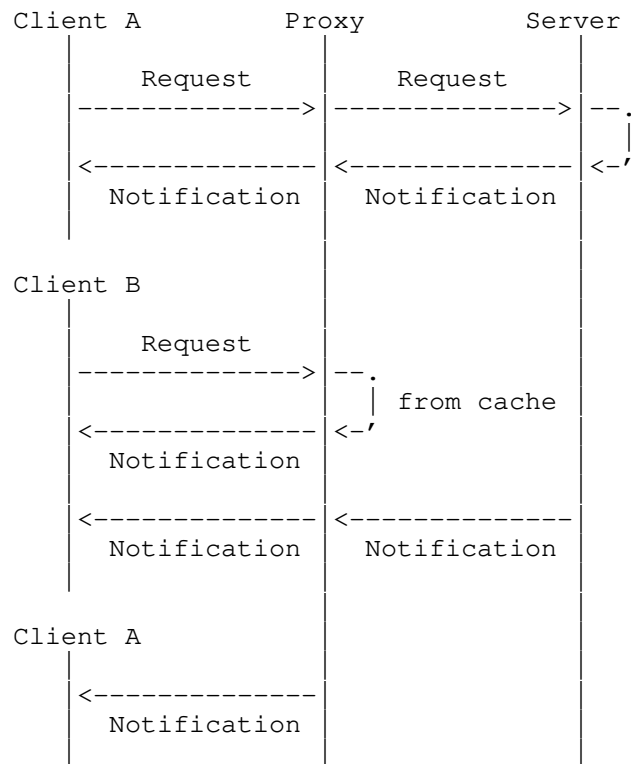 Client A Proxy Server
Request Request
Notification Notification
Client B
Request
from cache
Notification
Notification Notification
Client A
Notification